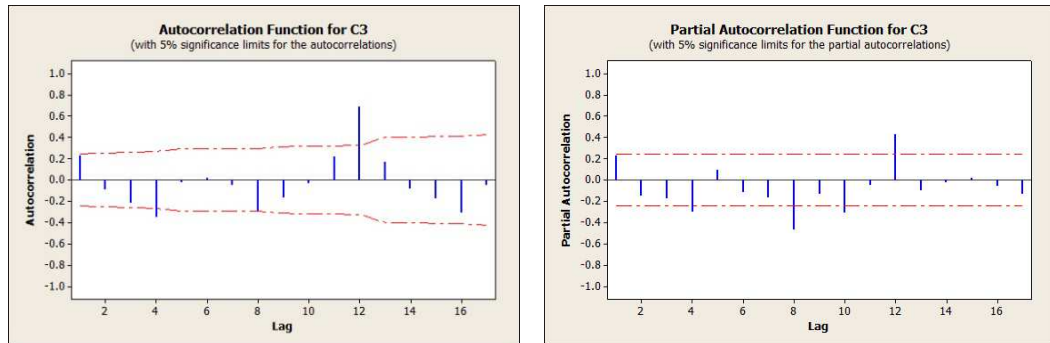 Autocorrelation Function for C3
(with 5% significance limits for the autocorrelations)
1.0
0.8
0.6
0.4
0.2
0.0
-0.2
-0.4
-0.6
-0.8
-1.0
Autocorrelation
2 4 6 8 10 12 14 16
Lag
Partial Autocorrelation Function for C3
(with 5% significance limits for the partial autocorrelations)
1.0
0.8
0.6
0.4
0.2
0.0
-0.2
-0.4
-0.6
-0.8
-1.0
Partial Autocorrelation
2 4 6 8 10 12 14 16
Lag